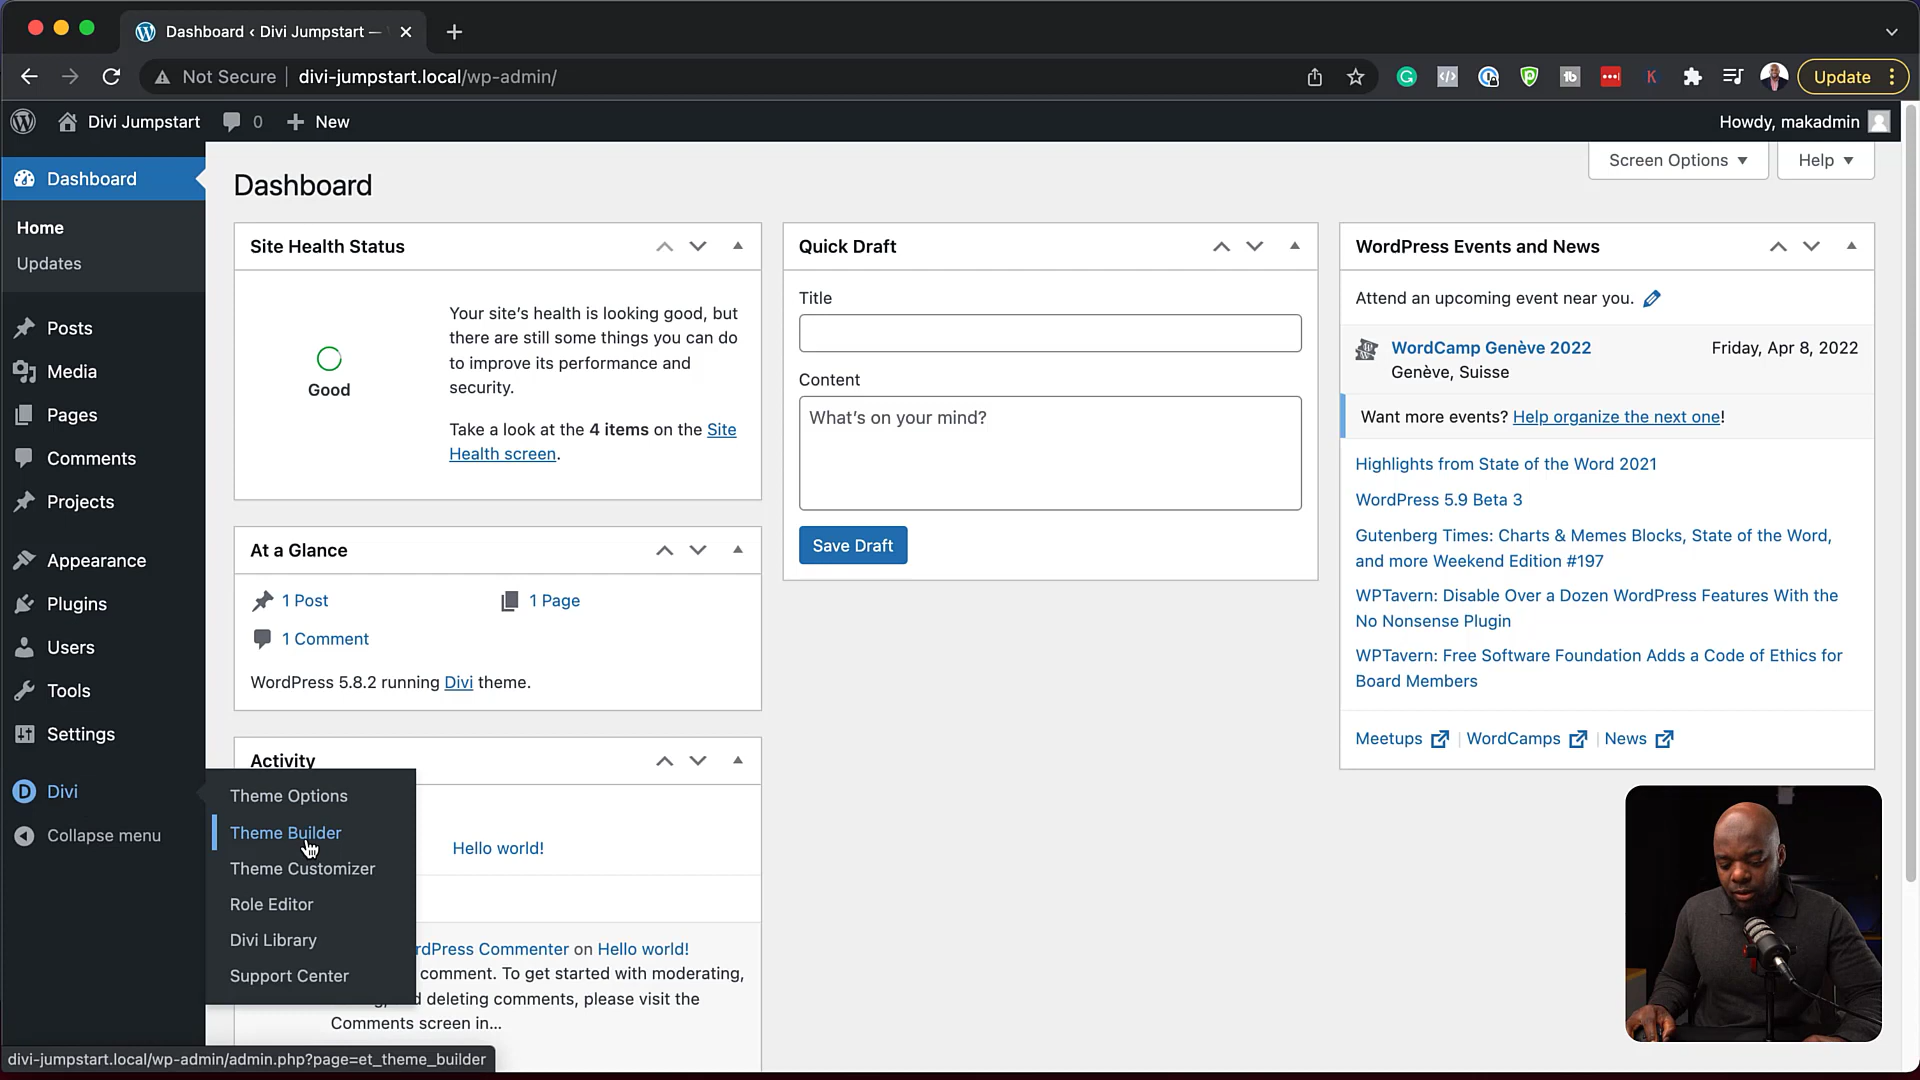 Dashboard ‹ Divi Jumpstart —
Not Secure
divi-jumpstart.local/wp-admin/
Update
Divi Jumpstart
0
New
Howdy, makadmin
Dashboard
Home
Updates
Posts
Media
Pages
Comments
Projects
Appearance
Plugins
Users
Tools
Settings
Divi
Collapse menu
Theme Options
Theme Builder
Theme Customizer
Role Editor
Divi Library
Support Center
Screen Options
Help
Dashboard
Site Health Status
Good
Your site's health is looking good, but
there are still some things you can do
to improve its performance and
security.
Take a look at the 4 items on the Site
Health screen.
At a Glance
1 Post
1 Page
1 Comment
WordPress 5.8.2 running Divi theme.
Activity
Hello world!
rdPress Commenter on Hello world!
comment. To get started with moderating,
d deleting comments, please visit the
Comments screen in...
Quick Draft
Title
Content
What's on your mind?
Save Draft
WordPress Events and News
Attend an upcoming event near you.
WordCamp Genève 2022
Friday, Apr 8, 2022
Genève, Suisse
Want more events? Help organize the next one!
Highlights from State of the Word 2021
WordPress 5.9 Beta 3
Gutenberg Times: Charts & Memes Blocks, State of the Word,
and more Weekend Edition #197
WPTavern: Disable Over a Dozen WordPress Features With the
No Nonsense Plugin
WPTavern: Free Software Foundation Adds a Code of Ethics for
Board Members
Meetups | WordCamps | News
divi-jumpstart.local/wp-admin/admin.php?page=et_theme_builder